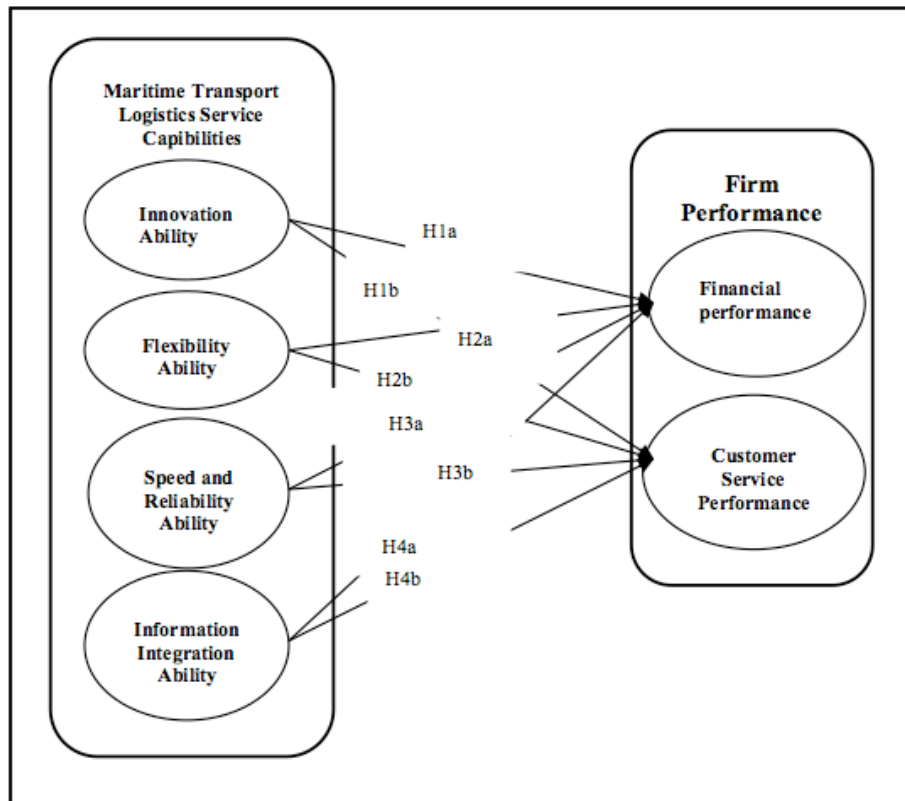 Maritime Transport
Logistics Service
Capibilities
Innovation
Ability
Flexibility
Ability
Speed and
Reliability
Ability
Information
Integration
Ability
H1a
H1b
H2a
H2b
H3a
H3b
H4a
H4b
Firm
Performance
Financial
performance
Customer
Service
Performance